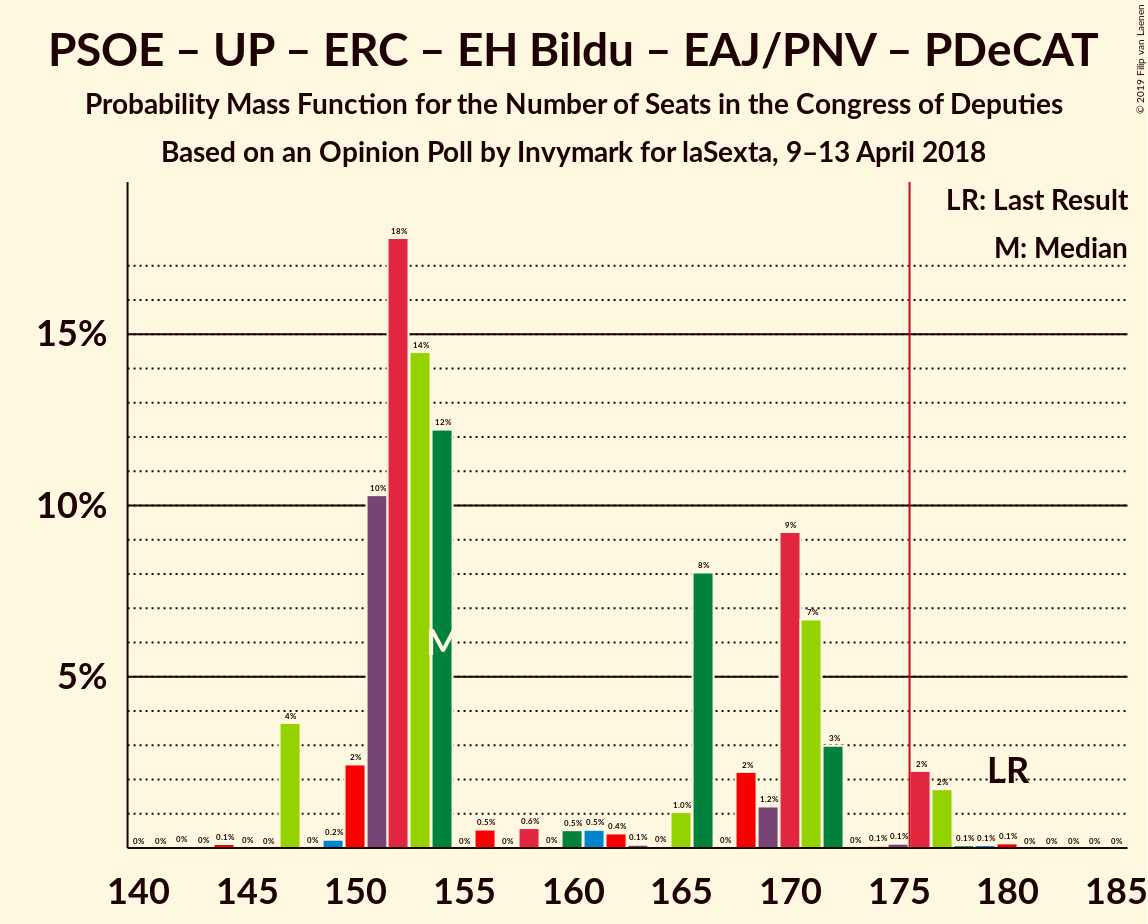 PSOE – UP – ERC – EH Bildu – EAJ/PNV – PDeCAT
Probability Mass Function for the Number of Seats in the Congress of Deputies
Based on an Opinion Poll by Invymark for laSexta, 9–13 April 2018
© 2019 Filip van Laenen
LR: Last Result
M: Median
15%
10%
5%
0% 0% 0% 0% 0.1% 0% 0% 4% 0% 0.2% 2% 10% 18% 14% 12% 0% 0.5% 0% 0.6% 0% 0.5% 0.5% 0.4% 0.1% 0% 1.0% 8% 0% 2% 1.2% 9% 7% 3% 0% 0.1% 0.1% 2% 2% 0.1% 0.1% 0.1% 0% 0% 0% 0% 0%
M
LR
140 145 150 155 160 165 170 175 180 185